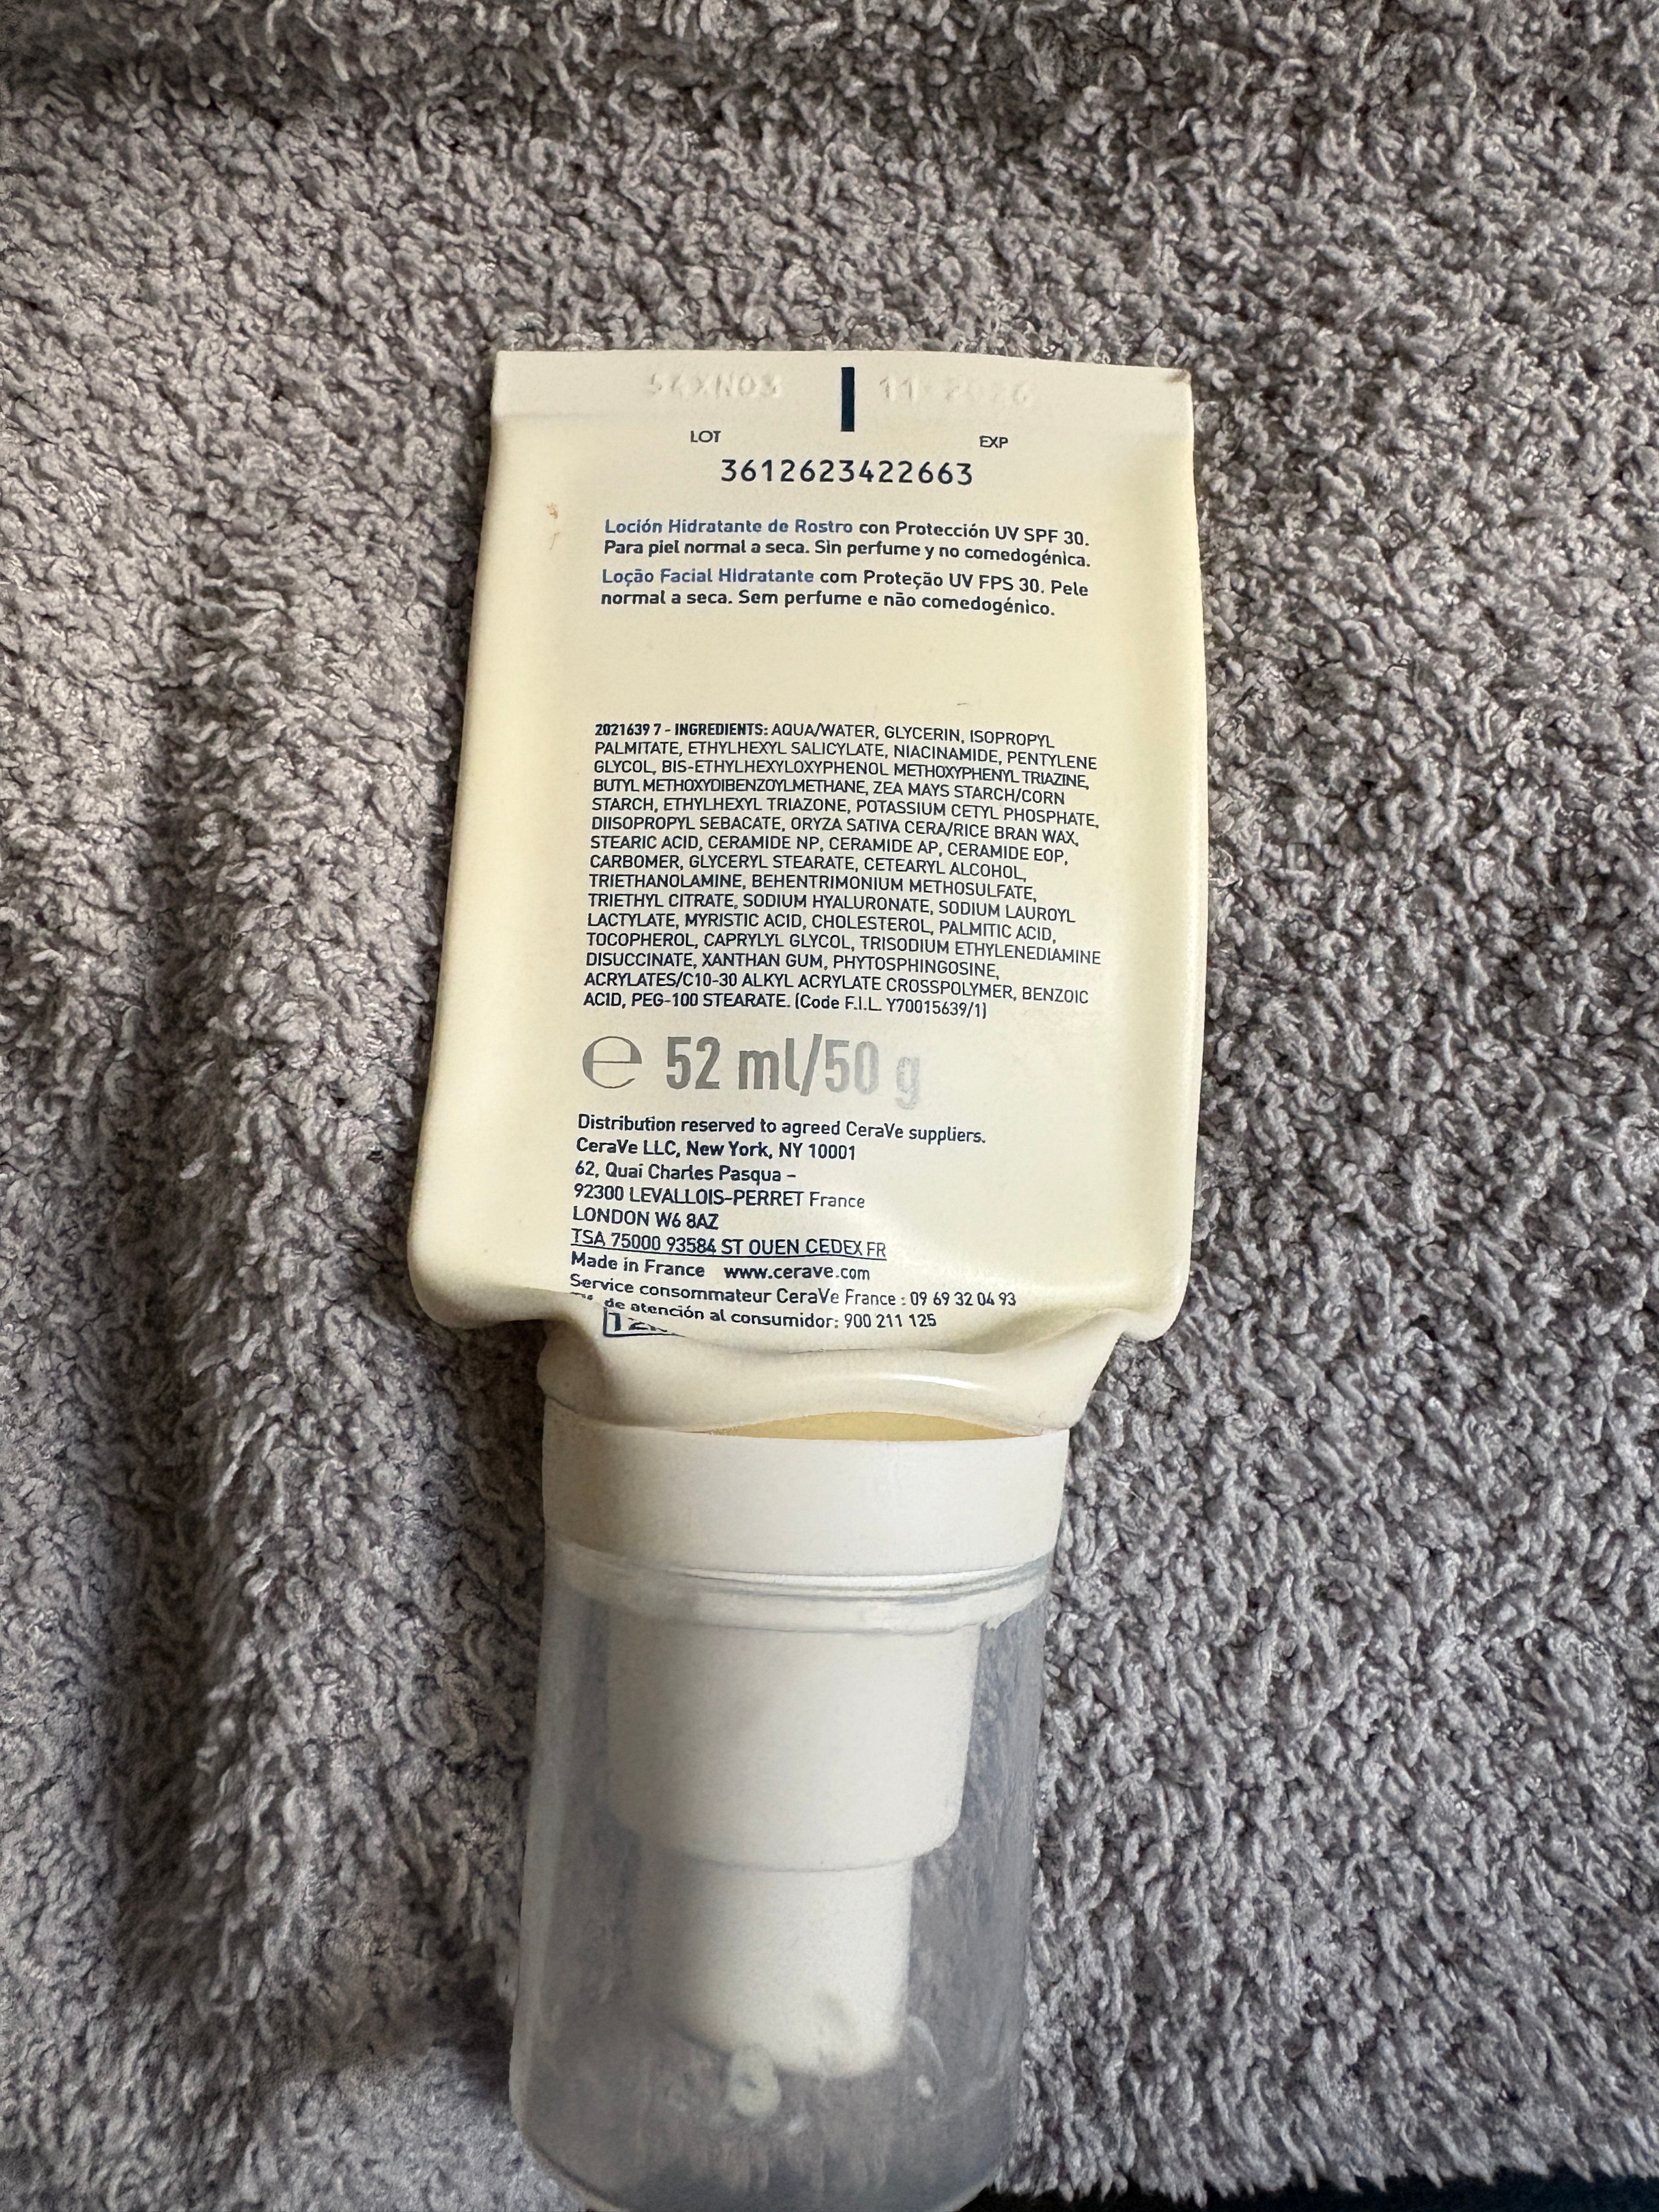 54XN03 11-2026
LOT EXP
3612623422663
Loción Hidratante de Rostro con Protección UV SPF 30.
Para piel normal a seca. Sin perfume y no comedogénica.
Loção Facial Hidratante com Proteção UV FPS 30. Pele
normal a seca. Sem perfume e não comedogénico.
2021639 7 - INGREDIENTS: AQUA/WATER, GLYCERIN, ISOPROPYL
PALMITATE, ETHYLHEXYL SALICYLATE, NIACINAMIDE, PENTYLENE
GLYCOL, BIS-ETHYLHEXYLOXYPHENOL METHOXYPHENYL TRIAZINE,
BUTYL METHOXYDIBENZOYLMETHANE, ZEA MAYS STARCH/CORN
STARCH, ETHYLHEXYL TRIAZONE, POTASSIUM CETYL PHOSPHATE,
DIISOPROPYL SEBACATE, ORYZA SATIVA CERA/RICE BRAN WAX,
STEARIC ACID, CERAMIDE NP, CERAMIDE AP, CERAMIDE EOP,
CARBOMER, GLYCERYL STEARATE, CETEARYL ALCOHOL,
TRIETHANOLAMINE, BEHENTRIMONIUM METHOSULFATE,
TRIETHYL CITRATE, SODIUM HYALURONATE, SODIUM LAUROYL
LACTYLATE, MYRISTIC ACID, CHOLESTEROL, PALMITIC ACID,
TOCOPHEROL, CAPRYLYL GLYCOL, TRISODIUM ETHYLENEDIAMINE
DISUCCINATE, XANTHAN GUM, PHYTOSPHINGOSINE,
ACRYLATES/C10-30 ALKYL ACRYLATE CROSSPOLYMER, BENZOIC
ACID, PEG-100 STEARATE. (Code F.I.L. Y70015639/1)
e 52 ml/50 g
Distribution reserved to agreed CeraVe suppliers.
CeraVe LLC, New York, NY 10001
62, Quai Charles Pasqua -
92300 LEVALLOIS-PERRET France
LONDON W6 8AZ
TSA 75000 93584 ST OUEN CEDEX FR
Made in France www.cerave.com
Service consommateur CeraVe France : 09 69 32 04 93
de atención al consumidor: 900 211 125